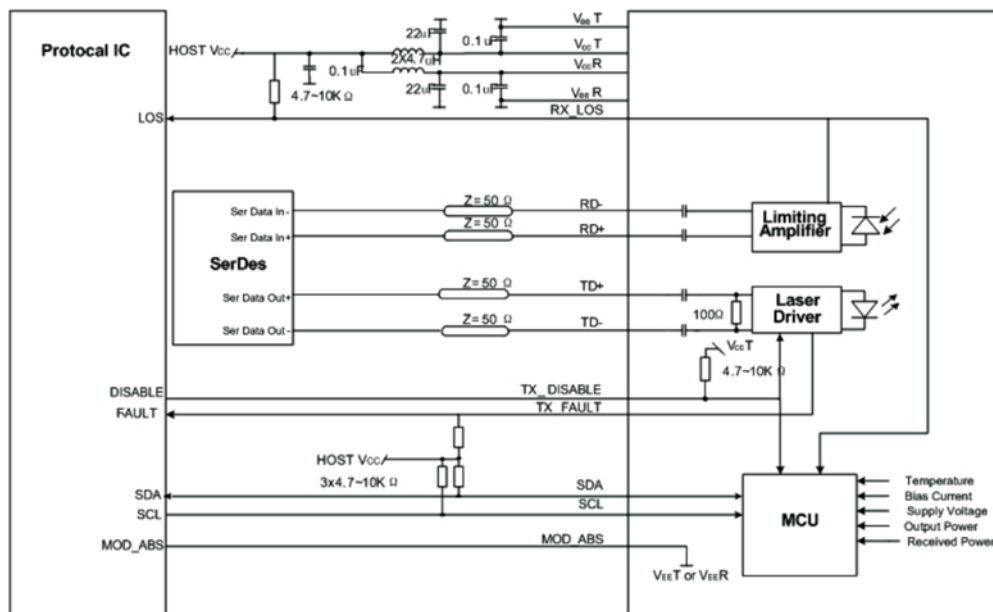 VeeT
22uF
0.1uF
Protocal IC
HOST Vcc
VccT
2X4.7uH
VccR
0.1uF
4.7~10K Ω
22uF
0.1uF
VeeR
LOS
RX_LOS
Z= 50 Ω
RD-
Ser Data In-
Limiting
Amplifier
Z= 50 Ω
RD+
Ser Data In+
SerDes
Z= 50 Ω
TD+
Ser Data Out+
Laser
Driver
100Ω
Z= 50 Ω
TD-
Ser Data Out-
VccT
4.7~10K Ω
DISABLE
TX_DISABLE
FAULT
TX_FAULT
HOST Vcc
3x4.7~10K Ω
SDA
SDA
SCL
SCL
MCU
Temperature
Bias Current
Supply Voltage
Output Power
Received Power
MOD_ABS
MOD_ABS
VEET or VEER